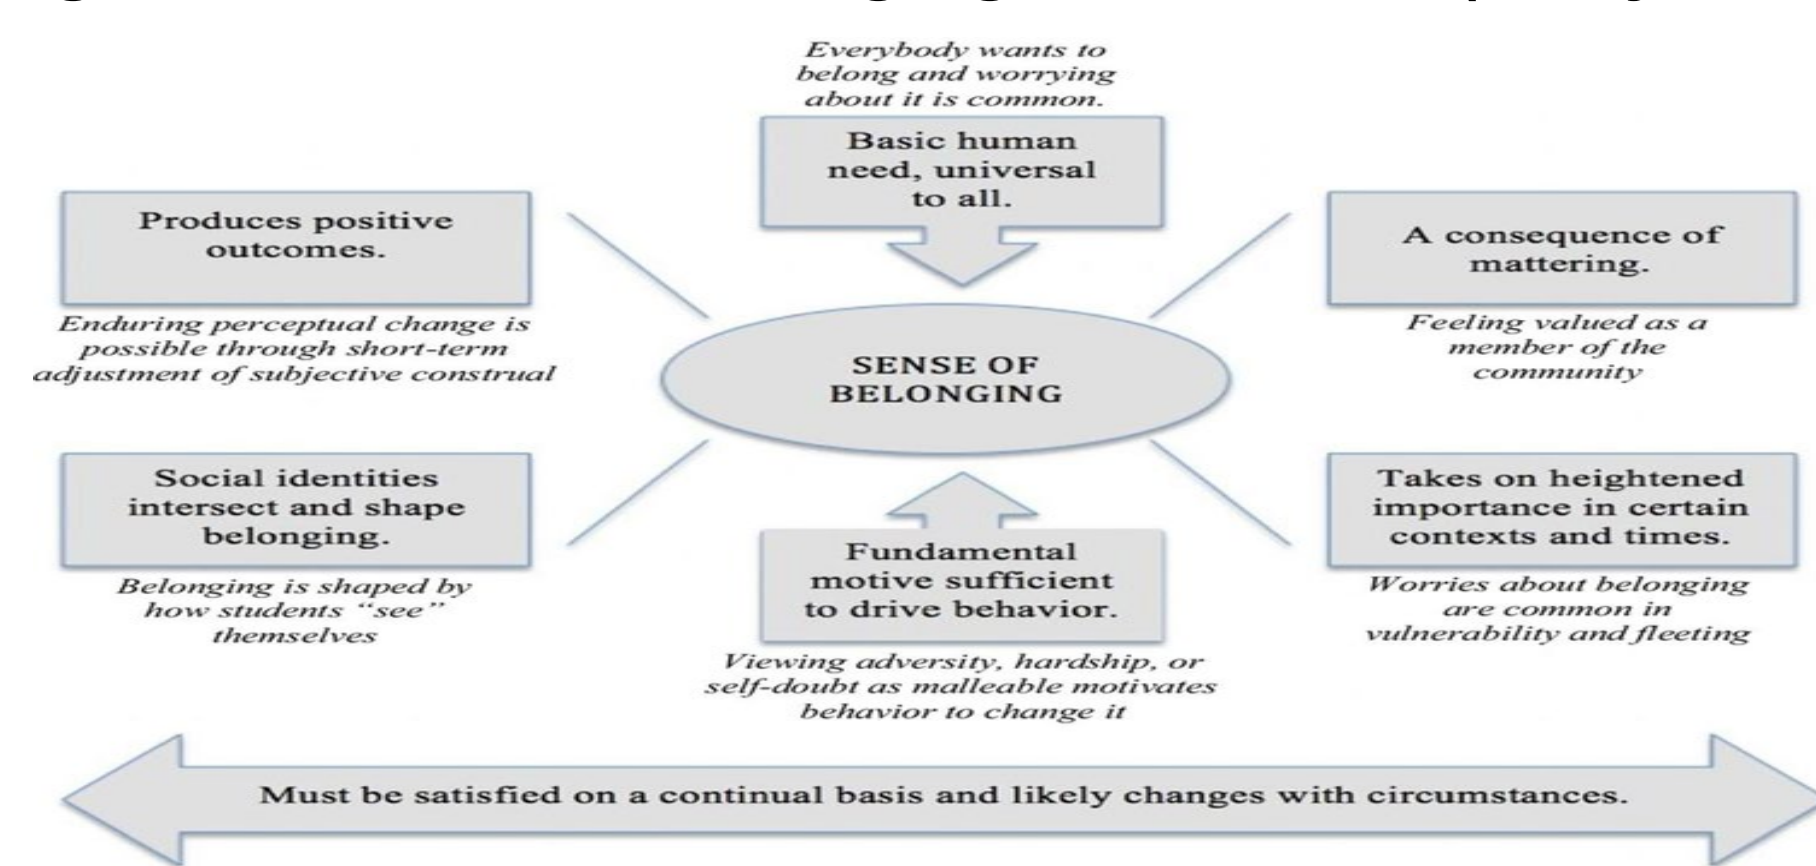 Everybody wants to
belong and worrying
about it is common.
Basic human
need, universal
to all.
Produces positive
outcomes.
Enduring perceptual change is
possible through short-term
adjustment of subjective construal
A consequence of
mattering.
Feeling valued as a
member of the
community
SENSE OF
BELONGING
Social identities
intersect and shape
belonging.
Belonging is shaped by
how students “see”
themselves
Fundamental
motive sufficient
to drive behavior.
Viewing adversity, hardship, or
self-doubt as malleable motivates
behavior to change it
Takes on heightened
importance in certain
contexts and times.
Worries about belonging
are common in
vulnerability and fleeting
Must be satisfied on a continual basis and likely changes with circumstances.